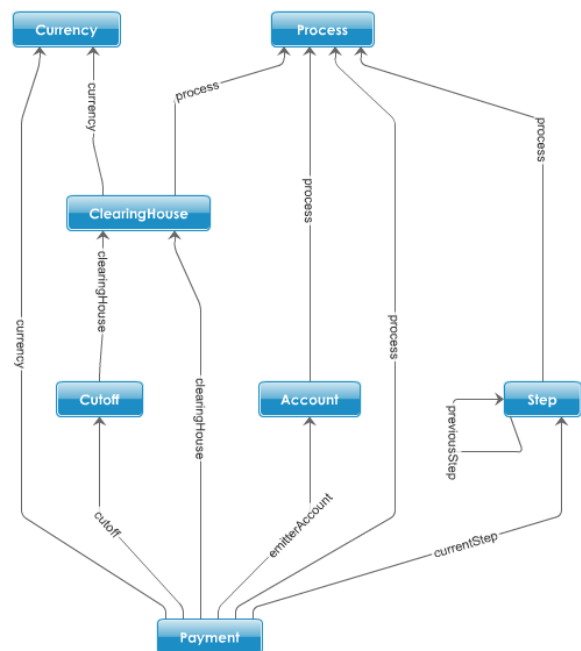 Currency
Process
currency
process
process
ClearingHouse
process
clearingHouse
currency
clearingHouse
process
Cutoff
Account
Step
previousStep
cutoff
emitterAccount
currentStep
Payment